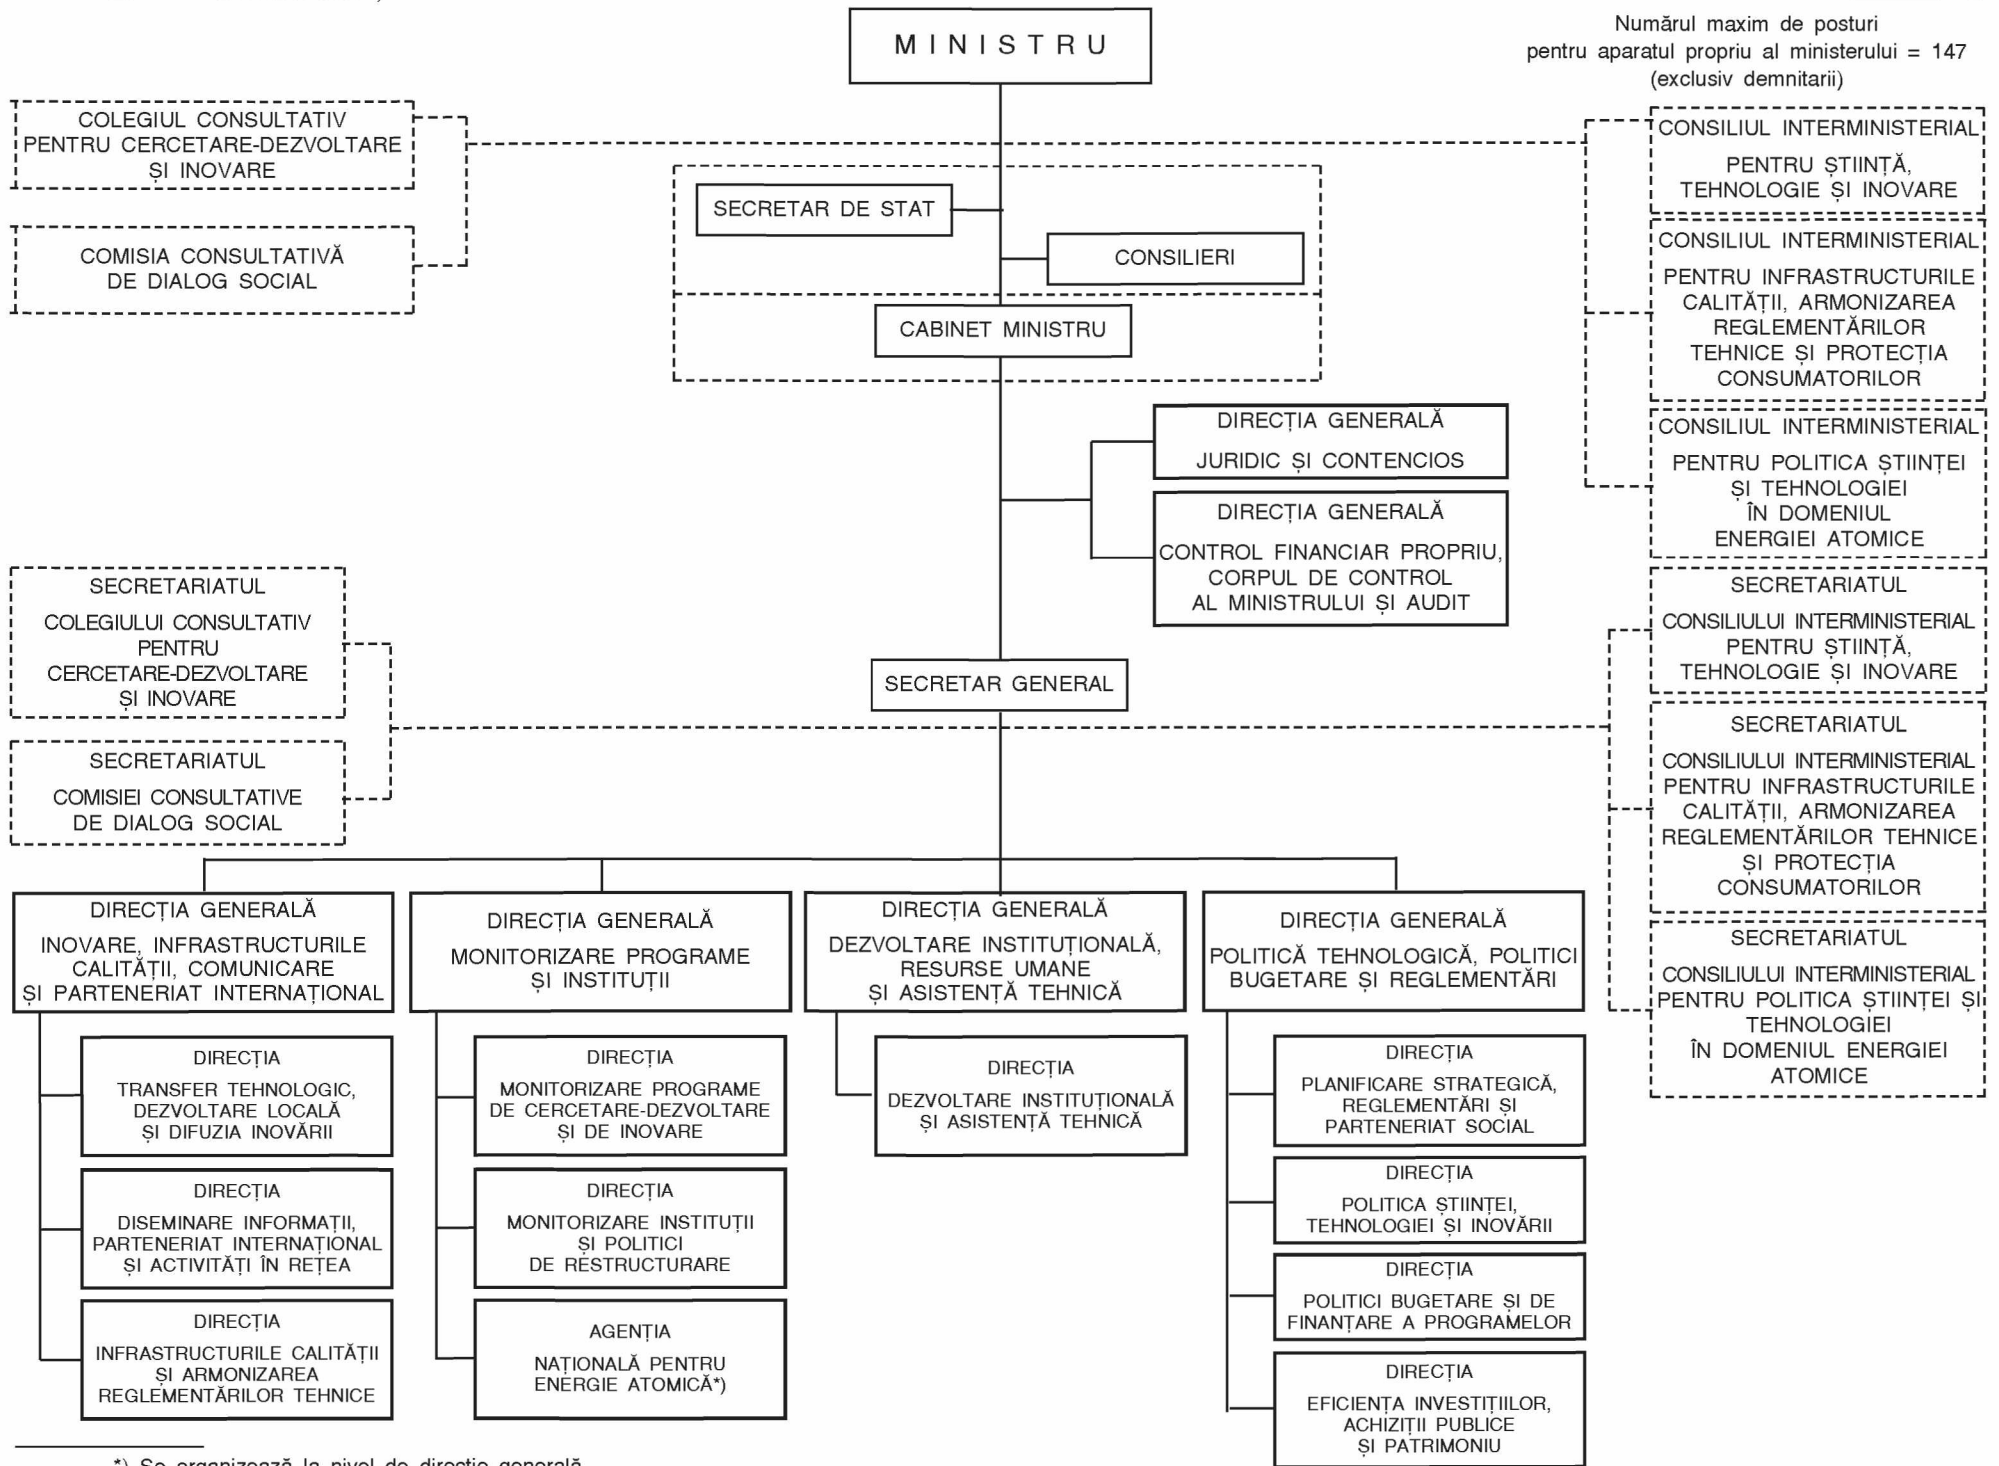 MINISTRU
Numărul maxim de posturi
pentru aparatul propriu al ministerului = 147
(exclusiv demnitarii)
COLEGIUL CONSULTATIV
PENTRU CERCETARE-DEZVOLTARE
ȘI INOVARE
COMISIA CONSULTATIVĂ
DE DIALOG SOCIAL
SECRETAR DE STAT
CONSILIERI
CABINET MINISTRU
CONSILIUL INTERMINISTERIAL
PENTRU ȘTIINȚĂ,
TEHNOLOGIE ȘI INOVARE
CONSILIUL INTERMINISTERIAL
PENTRU INFRASTRUCTURILE
CALITĂȚII, ARMONIZAREA
REGLEMENTĂRILOR
TEHNICE ȘI PROTECȚIA
CONSUMATORILOR
CONSILIUL INTERMINISTERIAL
PENTRU POLITICA ȘTIINȚEI
ȘI TEHNOLOGIEI
ÎN DOMENIUL
ENERGIEI ATOMICE
DIRECȚIA GENERALĂ
JURIDIC ȘI CONTENCIOS
DIRECȚIA GENERALĂ
CONTROL FINANCIAR PROPRIU,
CORPUL DE CONTROL
AL MINISTRULUI ȘI AUDIT
SECRETARIATUL
COLEGIULUI CONSULTATIV
PENTRU
CERCETARE-DEZVOLTARE
ȘI INOVARE
SECRETARIATUL
COMISIEI CONSULTATIVE
DE DIALOG SOCIAL
SECRETAR GENERAL
SECRETARIATUL
CONSILIULUI INTERMINISTERIAL
PENTRU ȘTIINȚĂ,
TEHNOLOGIE ȘI INOVARE
SECRETARIATUL
CONSILIULUI INTERMINISTERIAL
PENTRU INFRASTRUCTURILE
CALITĂȚII, ARMONIZAREA
REGLEMENTĂRILOR TEHNICE
ȘI PROTECȚIA
CONSUMATORILOR
SECRETARIATUL
CONSILIULUI INTERMINISTERIAL
PENTRU POLITICA ȘTIINȚEI ȘI
TEHNOLOGIEI
ÎN DOMENIUL ENERGIEI
ATOMICE
DIRECȚIA GENERALĂ
INOVARE, INFRASTRUCTURILE
CALITĂȚII, COMUNICARE
ȘI PARTENERIAT INTERNAȚIONAL
DIRECȚIA
TRANSFER TEHNOLOGIC,
DEZVOLTARE LOCALĂ
ȘI DIFUZIA INOVĂRII
DIRECȚIA
DISEMINARE INFORMAȚII,
PARTENERIAT INTERNAȚIONAL
ȘI ACTIVITĂȚI ÎN REȚEA
DIRECȚIA
INFRASTRUCTURILE CALITĂȚII
ȘI ARMONIZAREA
REGLEMENTĂRILOR TEHNICE
DIRECȚIA GENERALĂ
MONITORIZARE PROGRAME
ȘI INSTITUȚII
DIRECȚIA
MONITORIZARE PROGRAME
DE CERCETARE-DEZVOLTARE
ȘI DE INOVARE
DIRECȚIA
MONITORIZARE INSTITUȚII
ȘI POLITICI
DE RESTRUCTURARE
AGENȚIA
NAȚIONALĂ PENTRU
ENERGIE ATOMICĂ*)
DIRECȚIA GENERALĂ
DEZVOLTARE INSTITUȚIONALĂ,
RESURSE UMANE
ȘI ASISTENȚĂ TEHNICĂ
DIRECȚIA
DEZVOLTARE INSTITUȚIONALĂ
ȘI ASISTENȚĂ TEHNICĂ
DIRECȚIA GENERALĂ
POLITICĂ TEHNOLOGICĂ, POLITICI
BUGETARE ȘI REGLEMENTĂRI
DIRECȚIA
PLANIFICARE STRATEGICĂ,
REGLEMENTĂRI ȘI
PARTENERIAT SOCIAL
DIRECȚIA
POLITICA ȘTIINȚEI,
TEHNOLOGIEI ȘI INOVĂRII
DIRECȚIA
POLITICI BUGETARE ȘI DE
FINANȚARE A PROGRAMELOR
DIRECȚIA
EFICIENȚA INVESTIȚIILOR,
ACHIZIȚII PUBLICE
ȘI PATRIMONIU
*) Se organizează la nivel de direcție generală